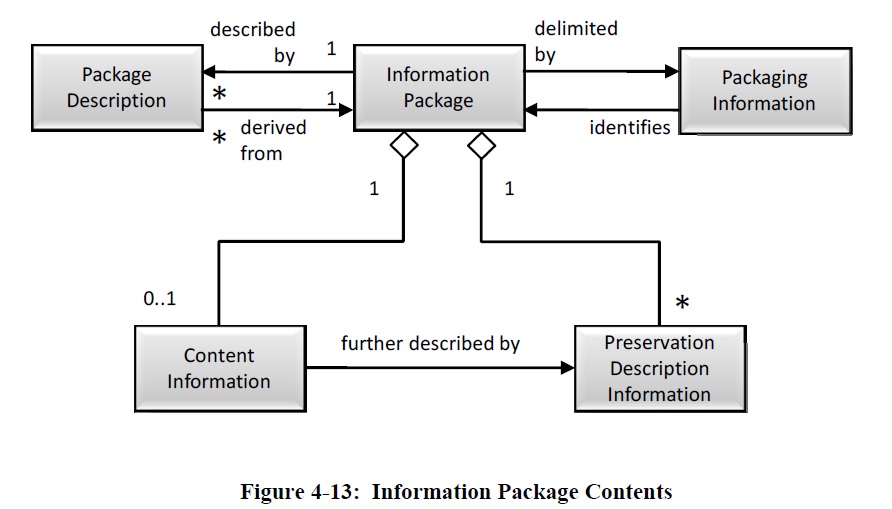 described
by
1
delimited
by
Package
Description
Information
Package
Packaging
Information
*
1
*
derived
from
identifies
1
1
0..1
*
further described by
Content
Information
Preservation
Description
Information
Figure 4-13: Information Package Contents